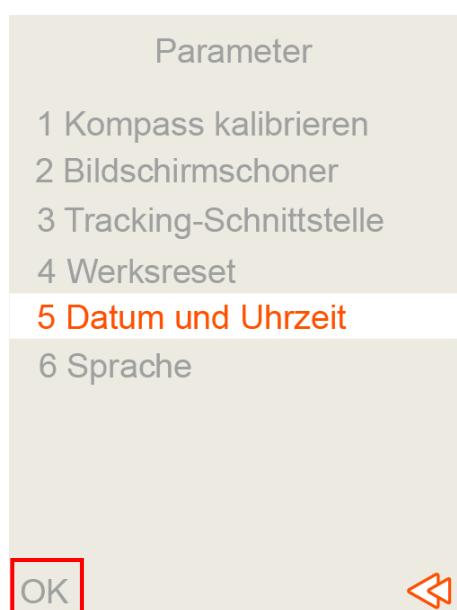 Parameter
1 Kompass kalibrieren
2 Bildschirmschoner
3 Tracking-Schnittstelle
4 Werksreset
5 Datum und Uhrzeit
6 Sprache
OK